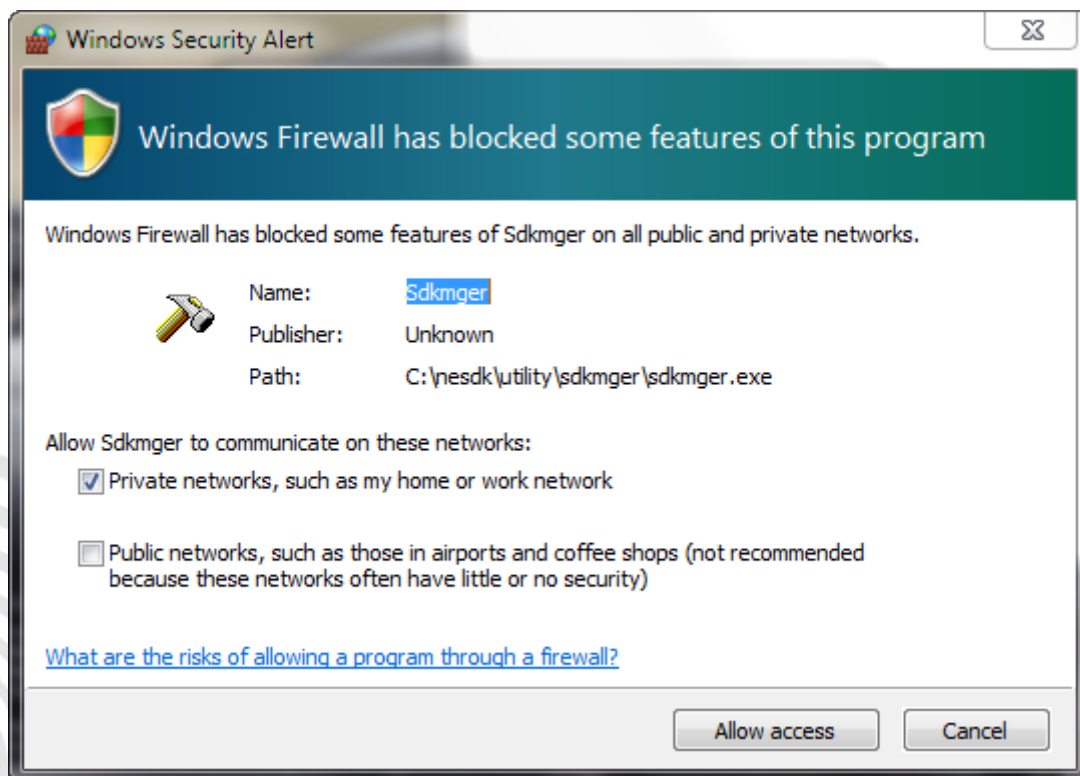 Windows Security Alert
Windows Firewall has blocked some features of this program
Windows Firewall has blocked some features of Sdkmger on all public and private networks.
Name: Sdkmger
Publisher: Unknown
Path: C:\nesdk\utility\sdkmger\sdkmger.exe
Allow Sdkmger to communicate on these networks:
Private networks, such as my home or work network
Public networks, such as those in airports and coffee shops (not recommended
because these networks often have little or no security)
What are the risks of allowing a program through a firewall?
Allow access Cancel